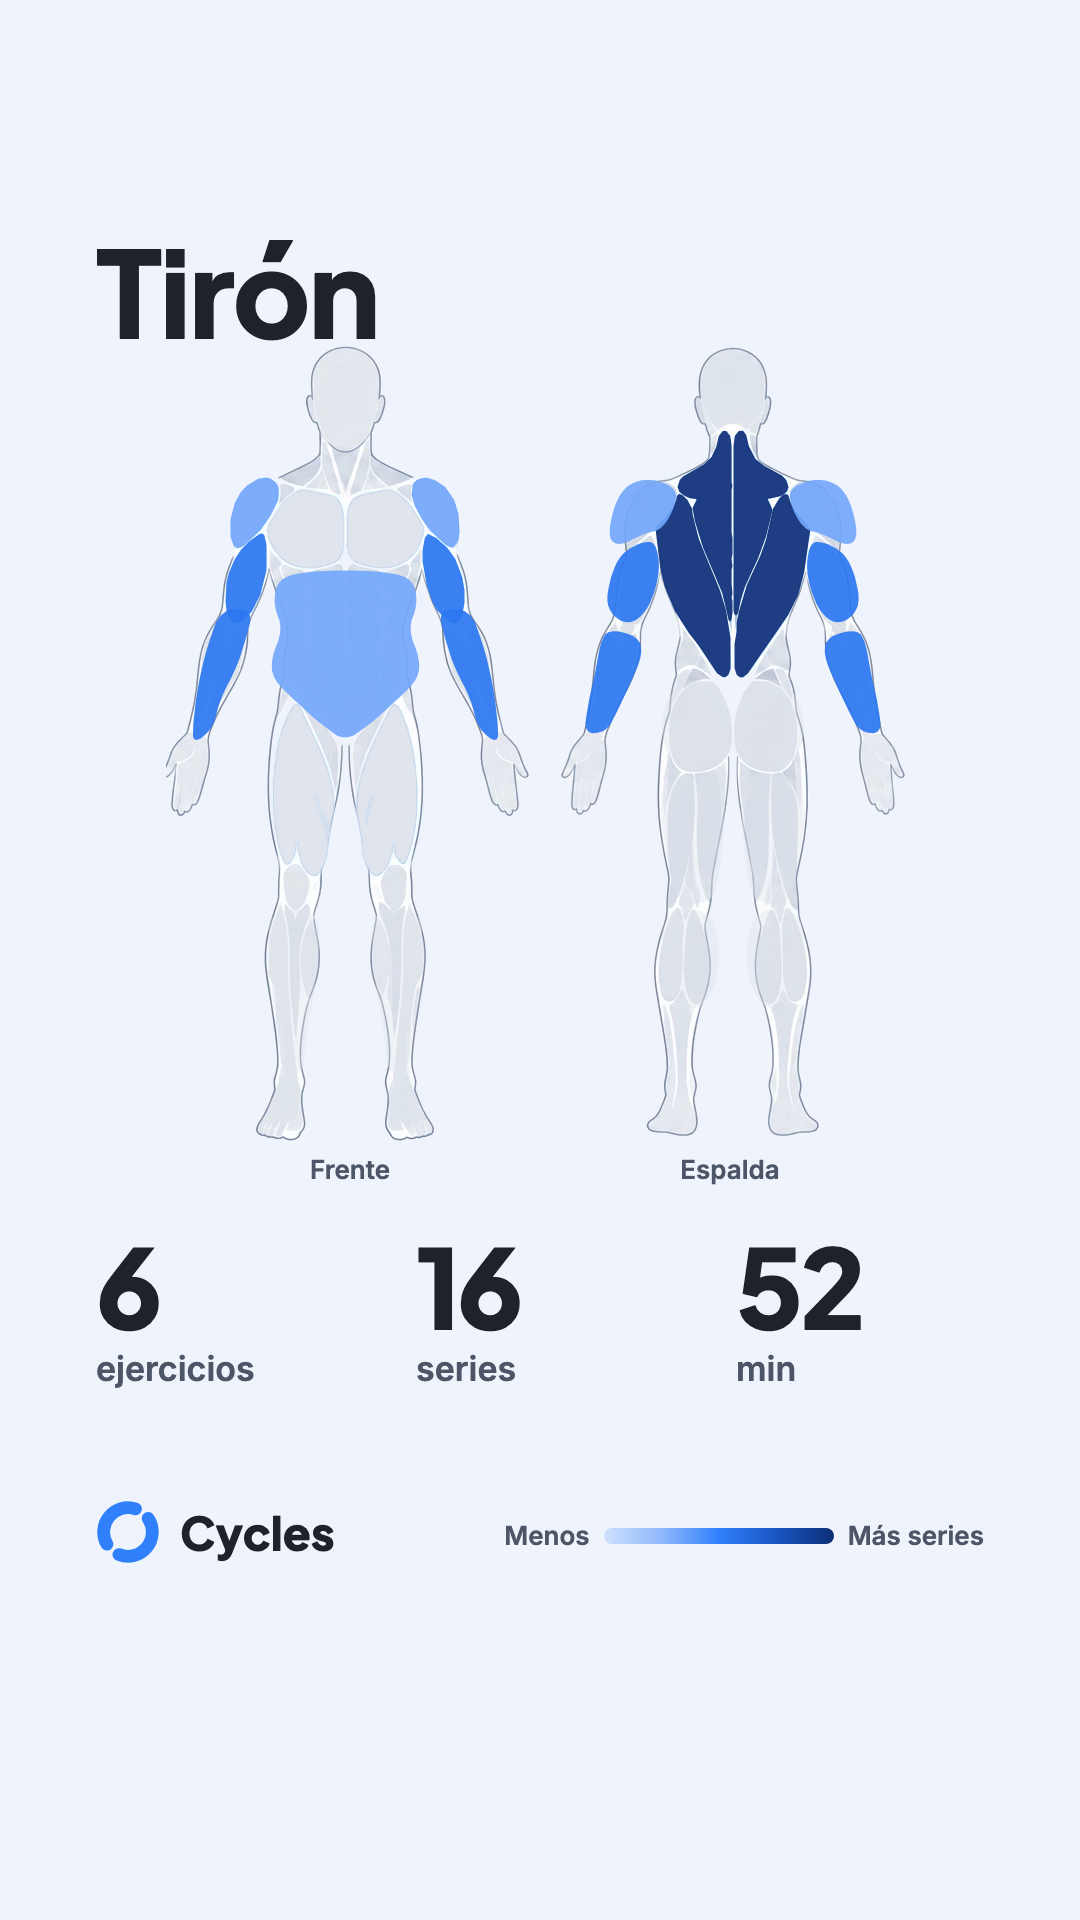 Tirón
Frente
Espalda
6
16
52
ejercicios
series
min
Cycles
Menos
Más series